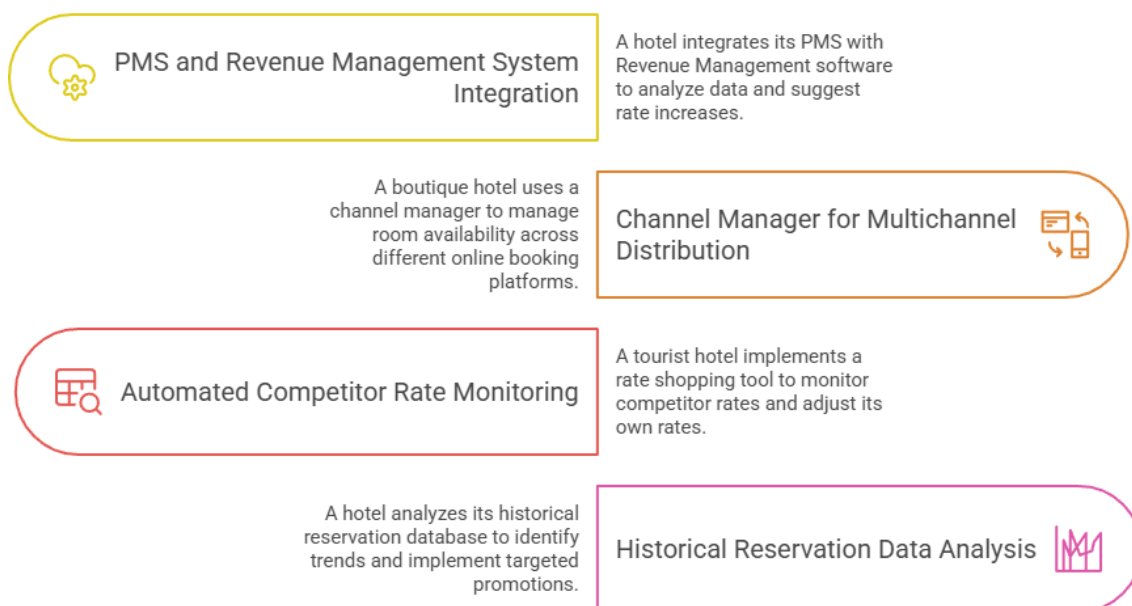 PMS and Revenue Management System
Integration
A hotel integrates its PMS with
Revenue Management software
to analyze data and suggest
rate increases.
A boutique hotel uses a
channel manager to manage
room availability across
different online booking
platforms.
Channel Manager for Multichannel
Distribution
Automated Competitor Rate Monitoring
A tourist hotel implements a
rate shopping tool to monitor
competitor rates and adjust its
own rates.
A hotel analyzes its historical
reservation database to identify
trends and implement targeted
promotions.
Historical Reservation Data Analysis